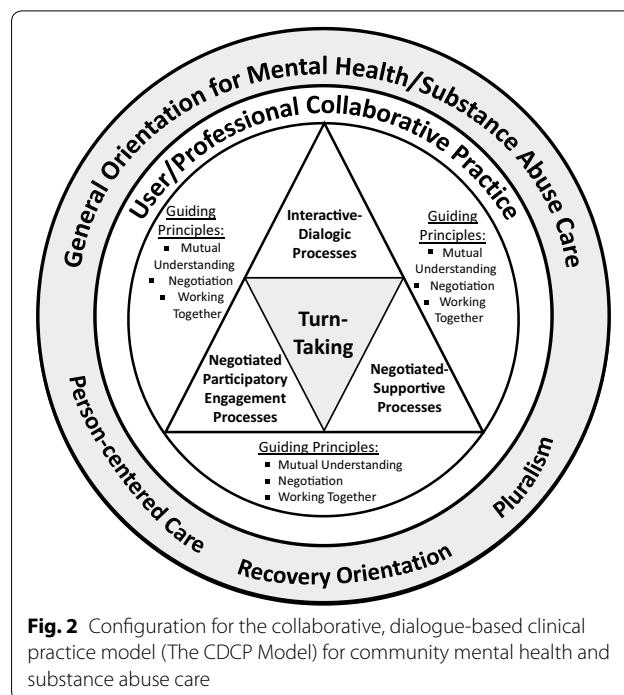 General Orientation for Mental Health/Substance Abuse Care
User/Professional Collaborative Practice
Guiding
Principles:
▪ Mutual
Understanding
▪ Negotiation
▪ Working
Together
Interactive-
Dialogic
Processes
Guiding
Principles:
▪ Mutual
Understanding
▪ Negotiation
▪ Working
Together
Turn-
Taking
Negotiated
Participatory
Engagement
Processes
Negotiated-
Supportive
Processes
Guiding Principles:
▪ Mutual Understanding
▪ Negotiation
▪ Working Together
Person-centered Care
Recovery Orientation
Pluralism
Fig. 2 Configuration for the collaborative, dialogue-based clinical
practice model (The CDCP Model) for community mental health and
substance abuse care